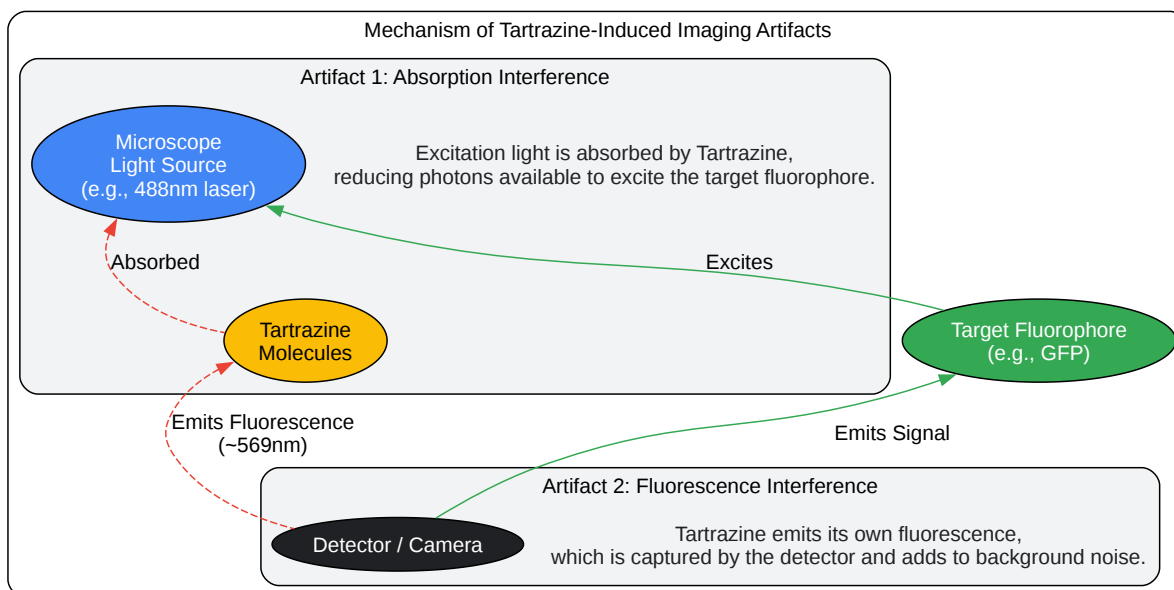 Mechanism of Tartrazine-Induced Imaging Artifacts
Artifact 1: Absorption Interference
Microscope
Light Source
(e.g., 488nm laser)
Excitation light is absorbed by Tartrazine,
reducing photons available to excite the target fluorophore.
Absorbed
Excites
Tartrazine
Molecules
Target Fluorophore
(e.g., GFP)
Emits Fluorescence
(~569nm)
Emits Signal
Artifact 2: Fluorescence Interference
Detector / Camera
Tartrazine emits its own fluorescence,
which is captured by the detector and adds to background noise.